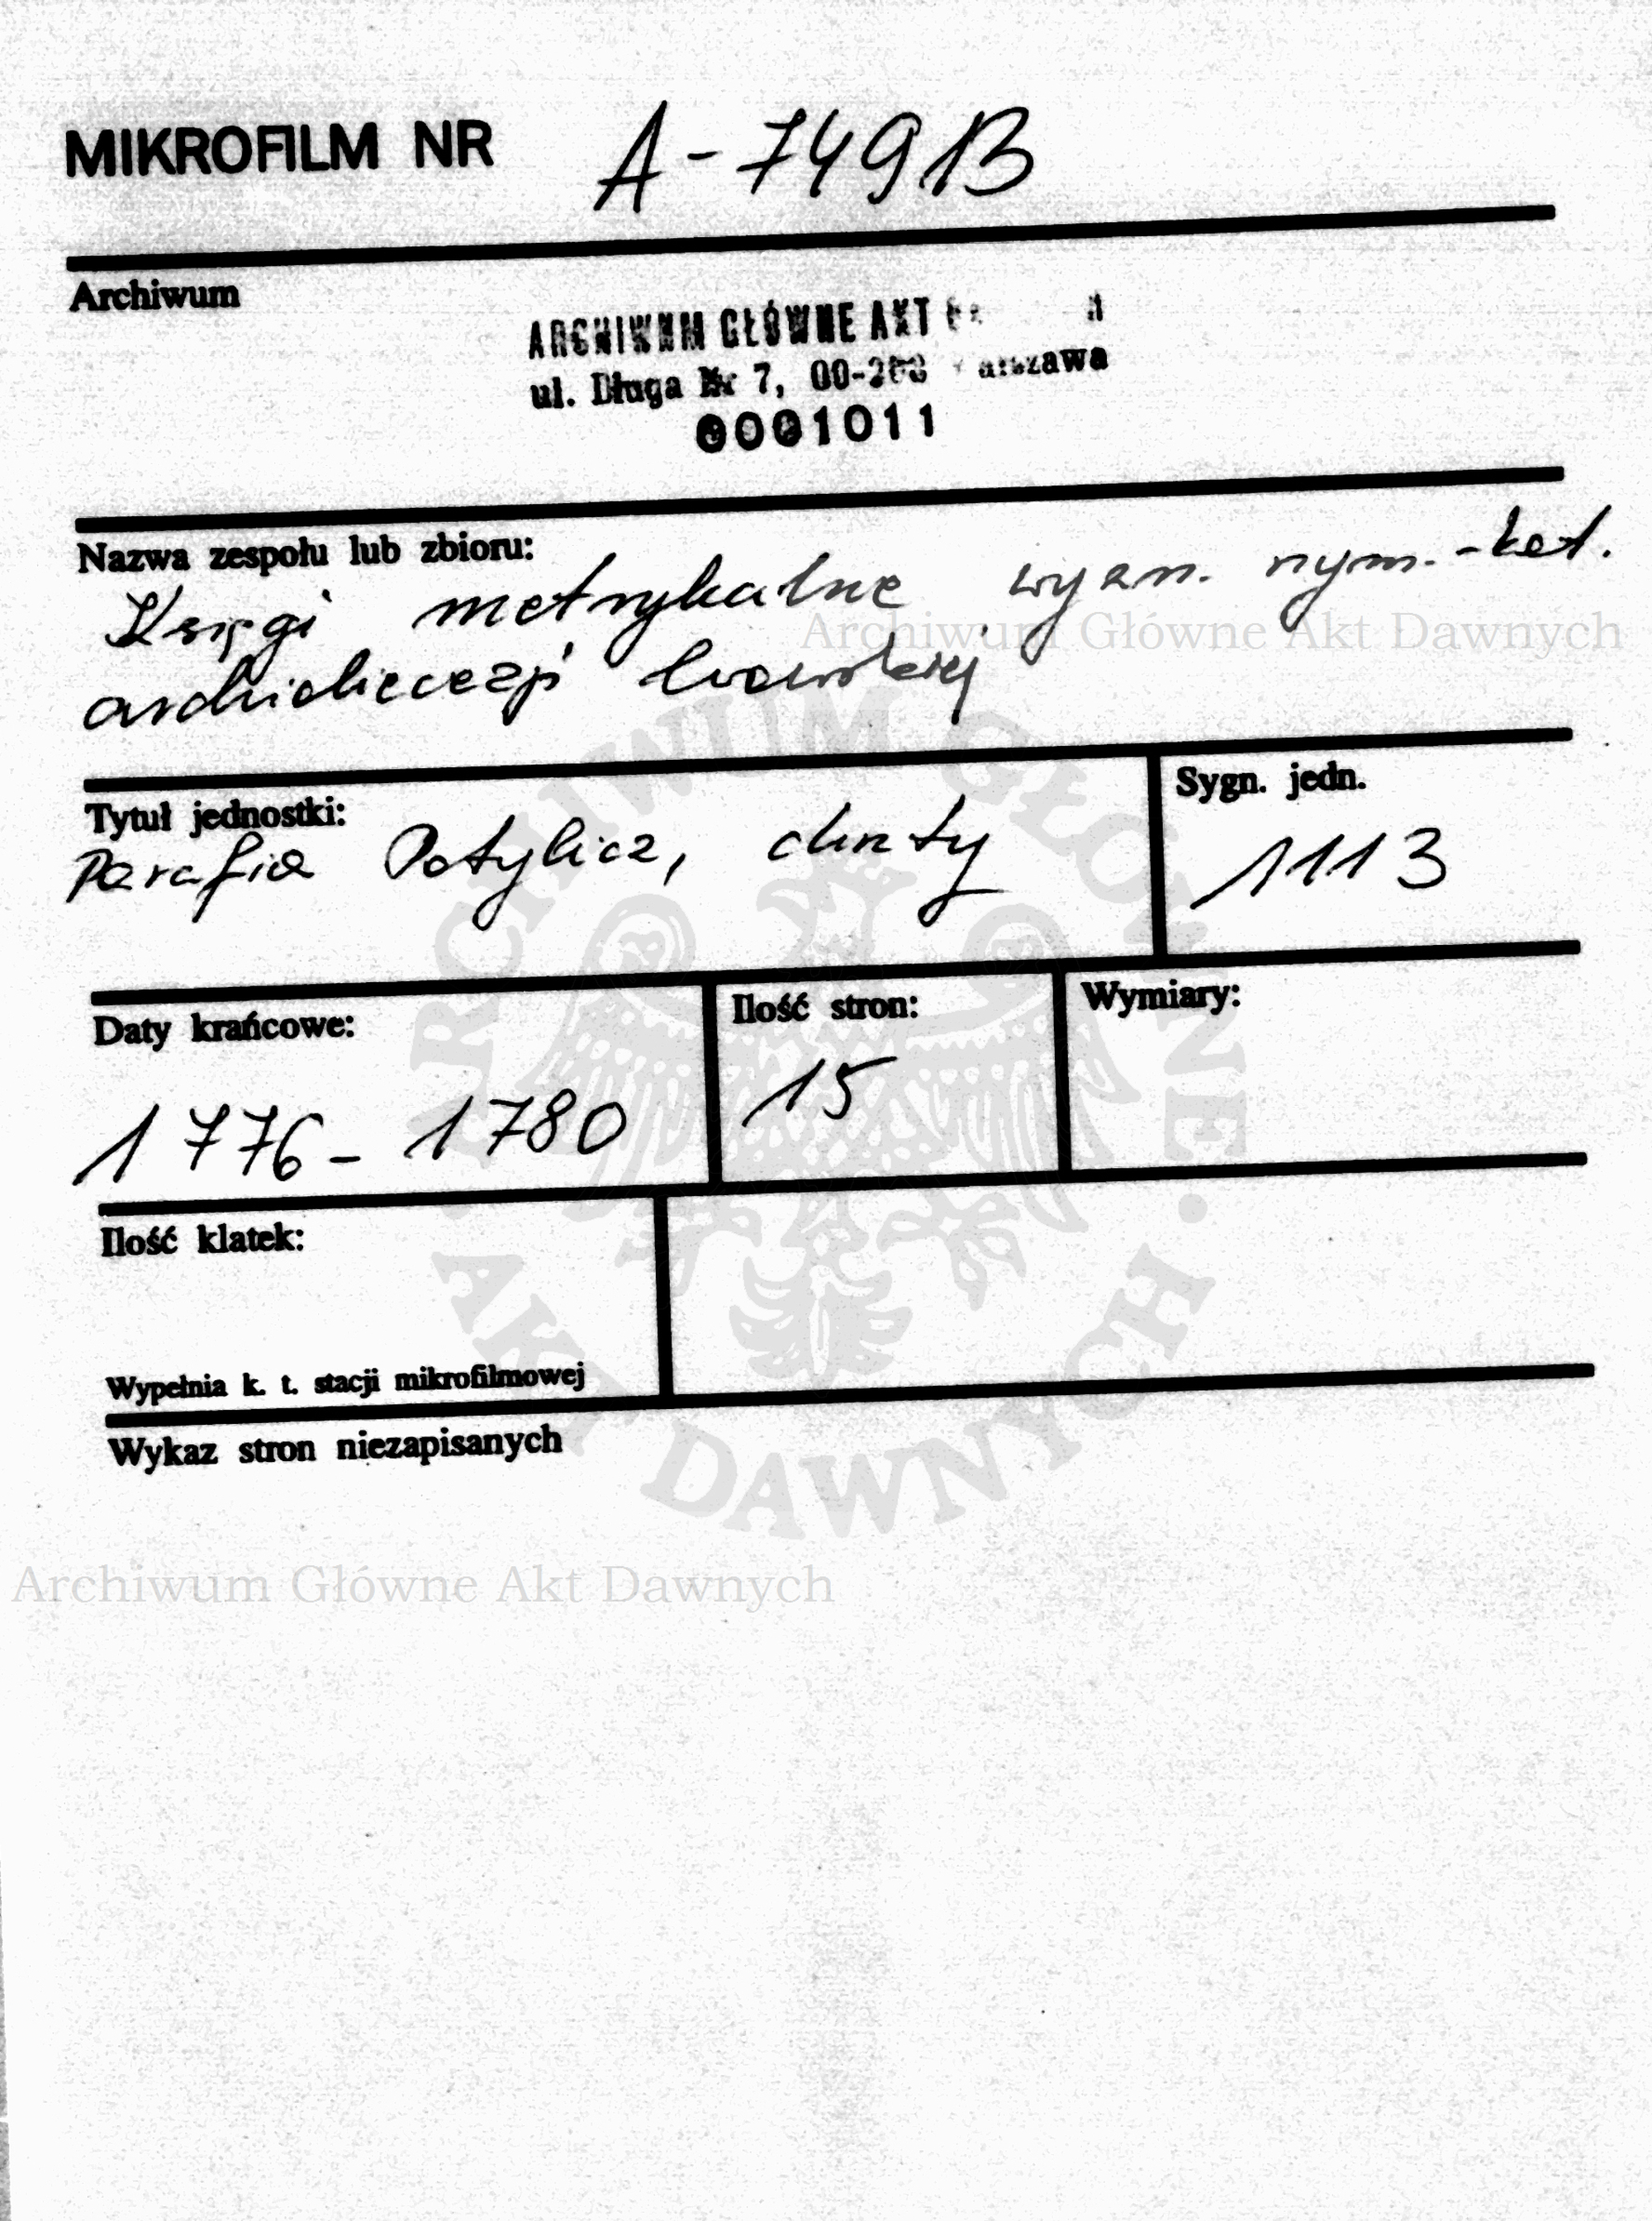 MIKROFILM NR A-7491B
Archiwum
ARCHIWUM GŁÓWNE AKT
ul. Długa Nr 7, 00-263 Warszawa
0001011
Nazwa zespołu lub zbioru:
Księgi metrykalne wyzn. rzym.-kat.
archidiecezji lwowskiej
Archiwum Główne Akt Dawnych
Tytuł jednostki:
Parafia Potylicz, chrzty
Sygn. jedn.
1113
Daty krańcowe:
1776-1780
Ilość stron:
15
Wymiary:
Ilość klatek:
Wypełnia k. t. stacji mikrofilmowej
Wykaz stron niezapisanych
ARCHIWUM GŁÓWNE · AKT DAWNYCH ·
Archiwum Główne Akt Dawnych